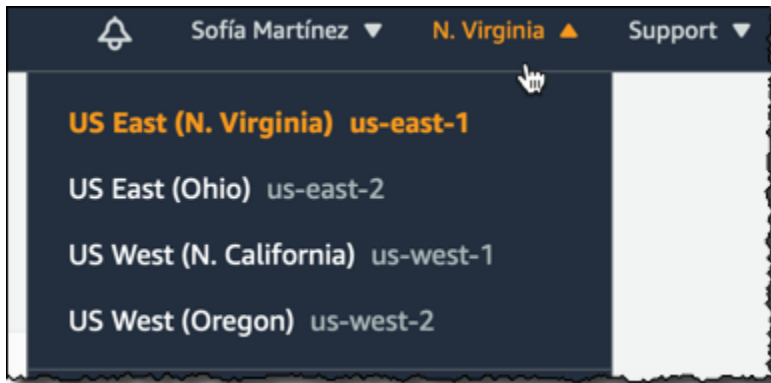 Sofía Martínez ▼ N. Virginia ▲ Support ▼
US East (N. Virginia) us-east-1
US East (Ohio) us-east-2
US West (N. California) us-west-1
US West (Oregon) us-west-2